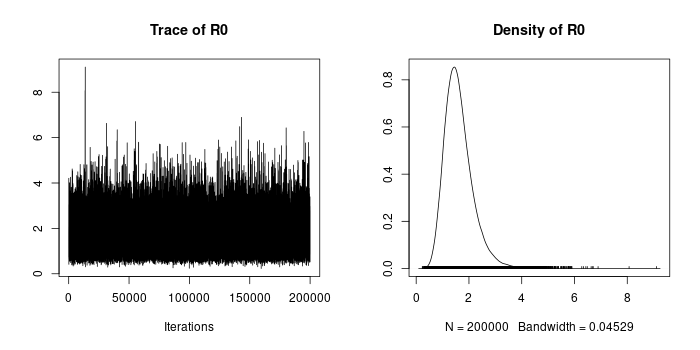 Trace of R0
8
6
4
2
0
0 50000 100000 150000 200000
Iterations
Density of R0
0.8
0.6
0.4
0.2
0.0
0 2 4 6 8
N = 200000 Bandwidth = 0.04529